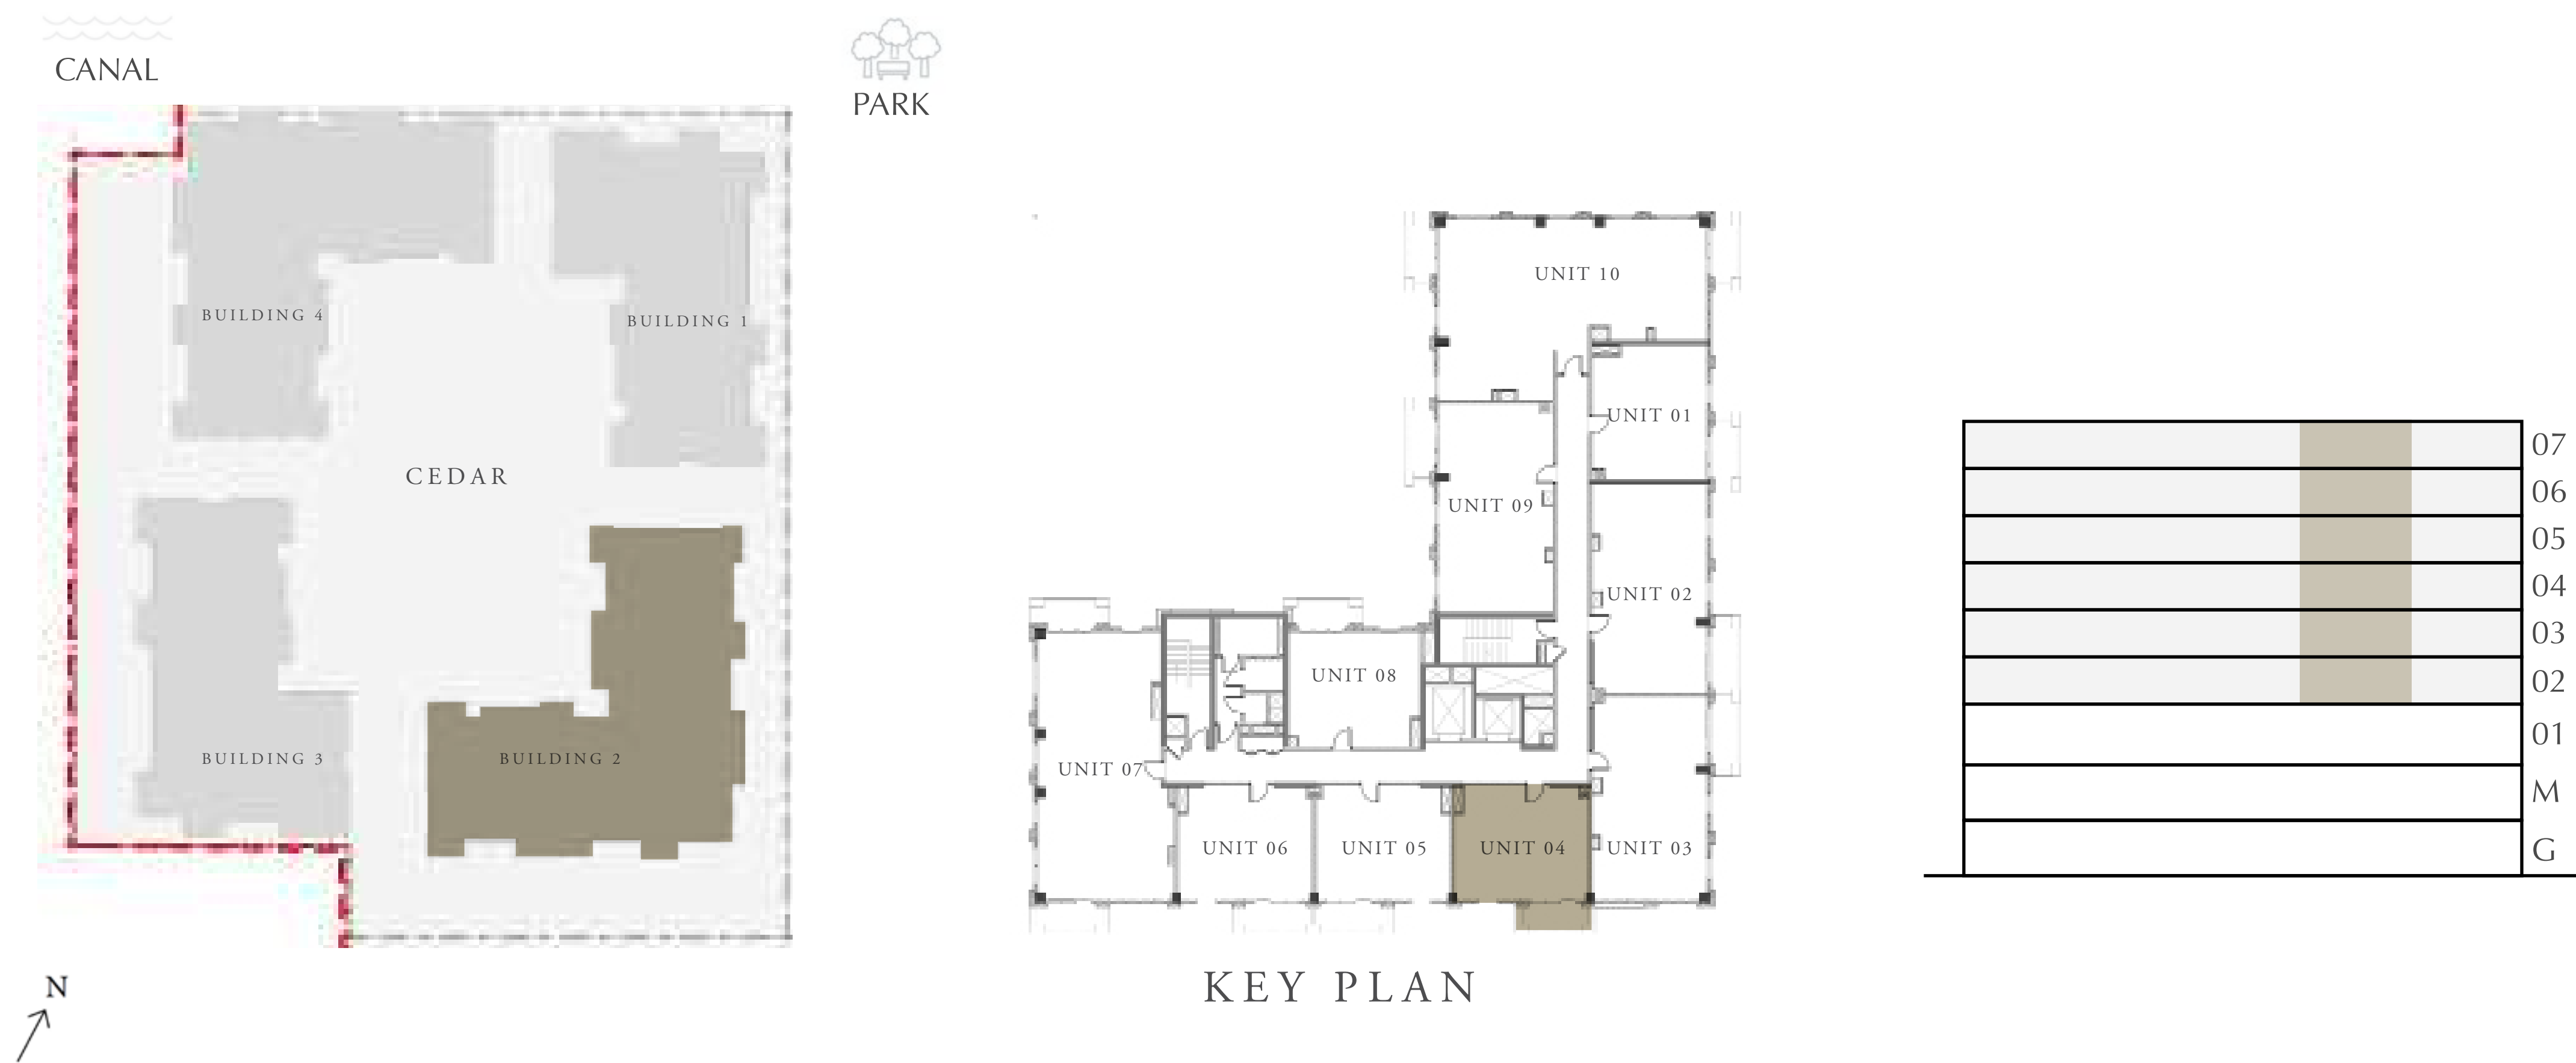 CANAL
PARK
BUILDING 4
BUILDING 1
CEDAR
BUILDING 3
BUILDING 2
N
UNIT 10
UNIT 01
UNIT 09
UNIT 02
UNIT 08
UNIT 07
UNIT 06
UNIT 05
UNIT 04
UNIT 03
KEY PLAN
07
06
05
04
03
02
01
M
G